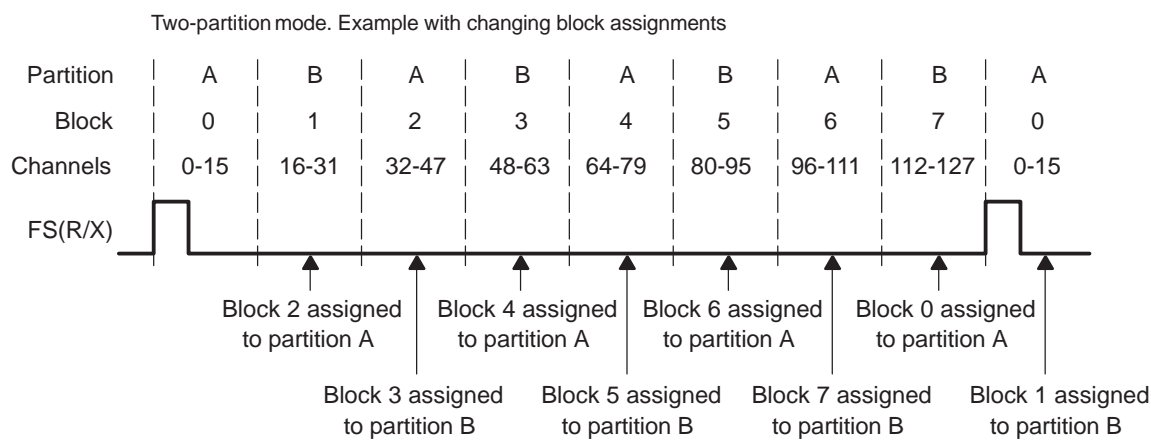 Two-partition mode. Example with changing block assignments
Partition A B A B A B A B A
Block 0 1 2 3 4 5 6 7 0
Channels 0-15 16-31 32-47 48-63 64-79 80-95 96-111 112-127 0-15
FS(R/X)
Block 2 assigned Block 4 assigned Block 6 assigned Block 0 assigned
to partition A to partition A to partition A to partition A
Block 3 assigned Block 5 assigned Block 7 assigned Block 1 assigned
to partition B to partition B to partition B to partition B